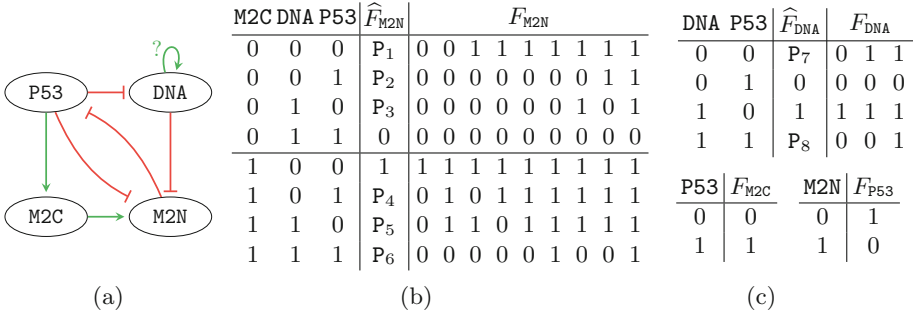 P53
?
DNA
M2C
M2N
(a)
M2C DNA P53 F̂M2N FM2N
0 0 0 P1 0 0 1 1 1 1 1 1 1
0 0 1 P2 0 0 0 0 0 0 0 1 1
0 1 0 P3 0 0 0 0 0 0 1 0 1
0 1 1 0 0 0 0 0 0 0 0 0 0
1 0 0 1 1 1 1 1 1 1 1 1 1
1 0 1 P4 0 1 0 1 1 1 1 1 1
1 1 0 P5 0 1 1 0 1 1 1 1 1
1 1 1 P6 0 0 0 0 0 1 0 0 1
(b)
DNA P53 F̂DNA FDNA
0 0 P7 0 1 1
0 1 0 0 0 0
1 0 1 1 1 1
1 1 P8 0 0 1
P53 FM2C
0 0
1 1
M2N FP53
0 1
1 0
(c)